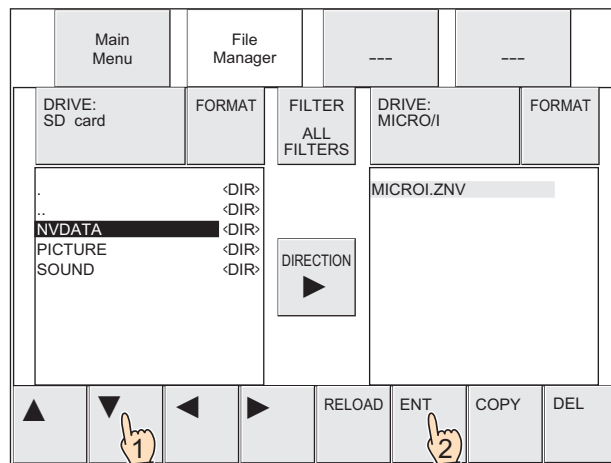 Main
Menu
File
Manager
---
---
DRIVE:
SD card
FORMAT
FILTER
ALL
FILTERS
DRIVE:
MICRO/I
FORMAT
. <DIR>
.. <DIR>
NVDATA <DIR>
PICTURE <DIR>
SOUND <DIR>
DIRECTION
MICROI.ZNV
RELOAD
ENT
COPY
DEL
1
2